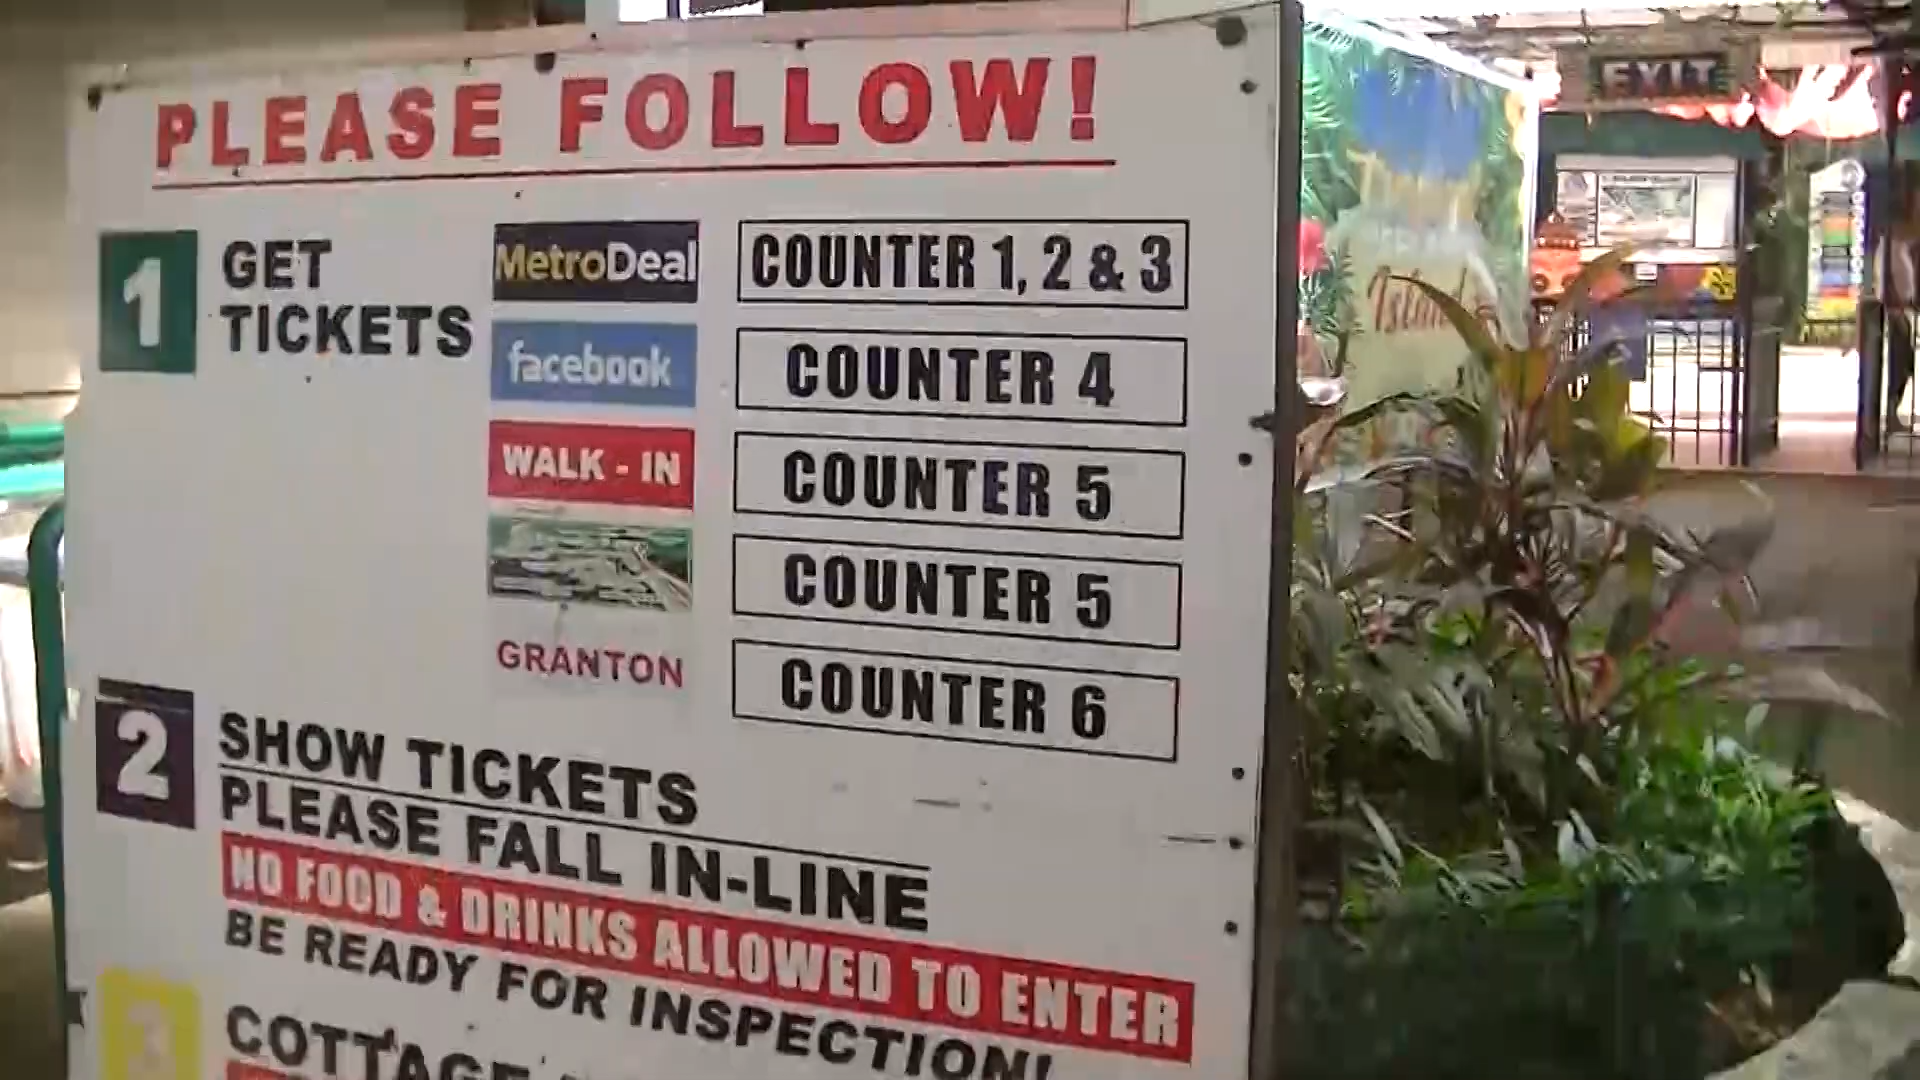 PLEASE FOLLOW!
1 GET TICKETS
MetroDeal COUNTER 1, 2 & 3
facebook COUNTER 4
WALK - IN COUNTER 5
COUNTER 5
GRANTON COUNTER 6
2 SHOW TICKETS
PLEASE FALL IN-LINE
NO FOOD & DRINKS ALLOWED TO ENTER
BE READY FOR INSPECTION!
3 COTTAGE
EXIT
Island